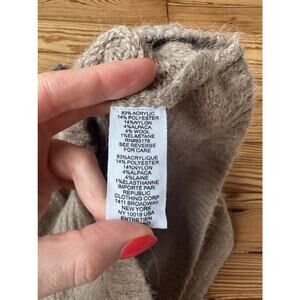 63% ACRYLIC
14% POLYESTER
14%NYLON
4%ALPACA
4% WOOL
1%ELASTANE
RN#93170
SEE REVERSE
FOR CARE
63%ACRYLIQUE
14% POLYESTER
14% NYLON
4%ALPACA
4%LAINE
1%ELASTHANNE
IMPORTÉ PAR
REPUBLIC
CLOTHING CORP
1411 BROADWAY
NEW YORK
NY 10018 USA
ENTRETIEN